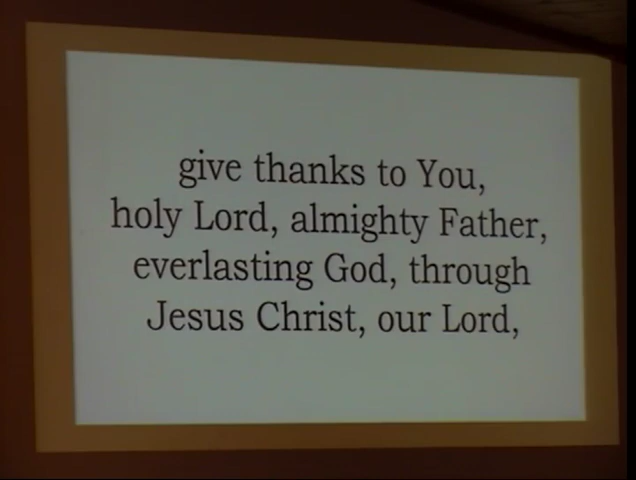 give thanks to You,
holy Lord, almighty Father,
everlasting God, through
Jesus Christ, our Lord,